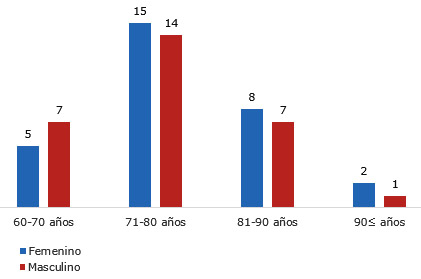 15
14
8
7
7
5
2
1
60-70 años
71-80 años
81-90 años
90≤ años
Femenino
Masculino